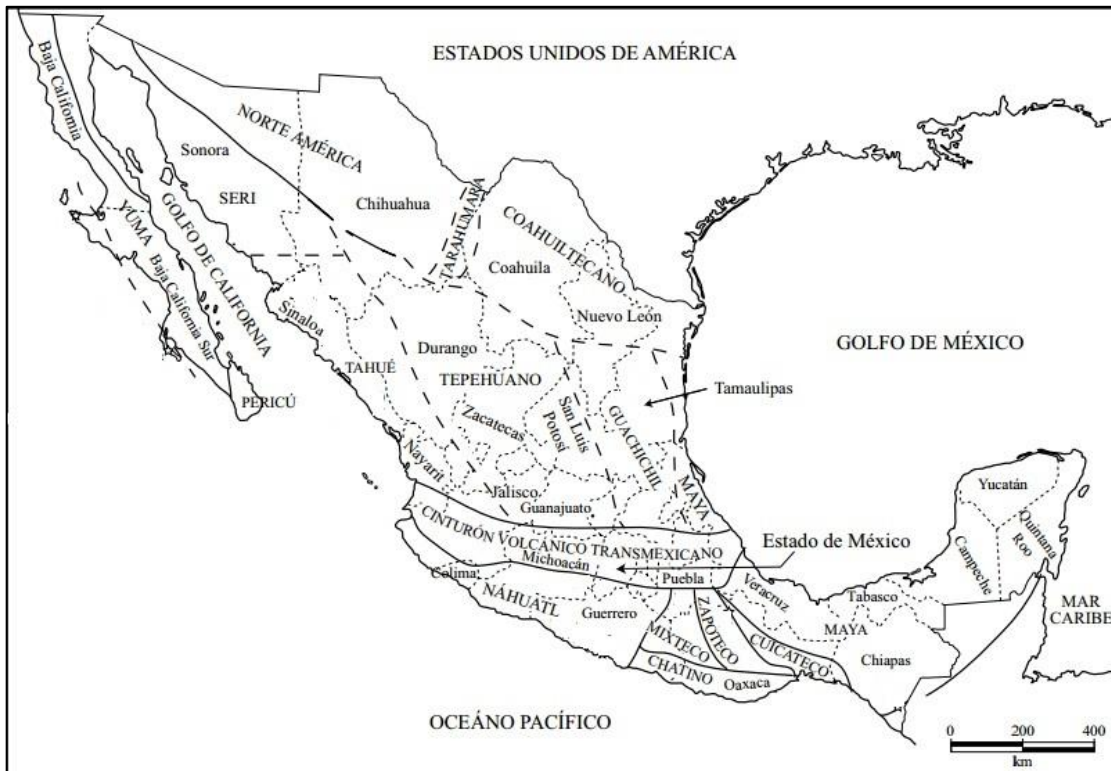 ESTADOS UNIDOS DE AMÉRICA
Baja California
NORTE AMÉRICA
Sonora
SERI
Chihuahua
TARAHUMARA
COAHUILTECANO
Coahuila
Nuevo León
YUMA
GOLFO DE CALIFORNIA
Baja California Sur
Sinaloa
PERICÚ
TAHUÉ
Durango
TEPEHUANO
GOLFO DE MÉXICO
Tamaulipas
Zacatecas
San Luis
Potosí
GUACHICHIL
MAYA
Nayarit
Jalisco
Guanajuato
CINTURÓN VOLCÁNICO TRANSMEXICANO
Michoacán
Estado de México
Colima
Puebla
NÁHUATL
Guerrero
MIXTECO
ZAPOTECO
CUICATECO
CHATINO
Oaxaca
Veracruz
Tabasco
MAYA
Chiapas
Yucatán
Campeche
Quintana
Roo
MAR
CARIBE
OCEÁNO PACÍFICO
0 200 400
km